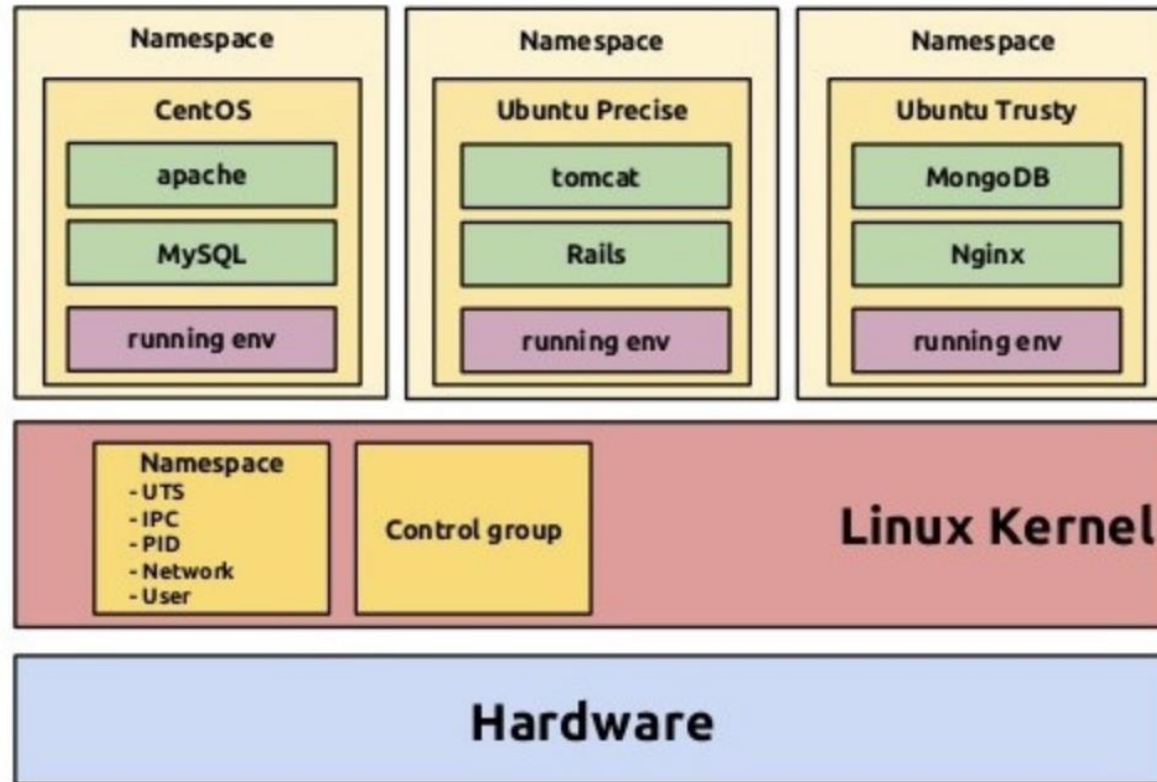 Namespace
CentOS
apache
MySQL
running env
Namespace
Ubuntu Precise
tomcat
Rails
running env
Namespace
Ubuntu Trusty
MongoDB
Nginx
running env
Namespace
- UTS
- IPC
- PID
- Network
- User
Control group
Linux Kernel
Hardware